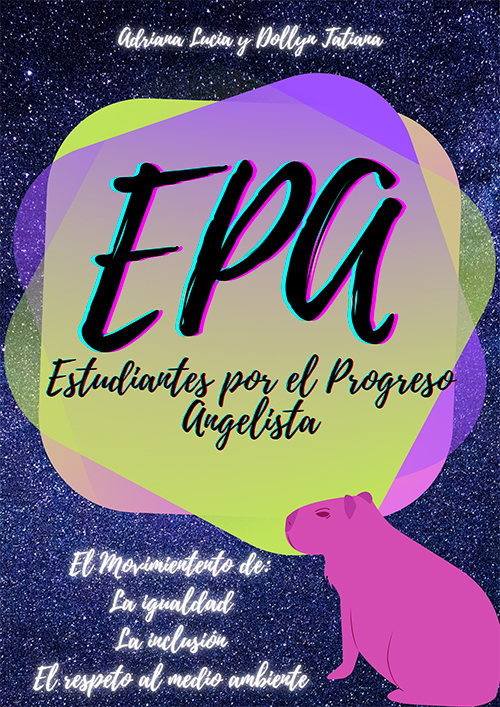 Adriana Lucia y Dollyn Tatiana
EPA
Estudiantes por el Progreso
Angelista
El Movimientento de:
La igualdad
La inclusión
El respeto al medio ambiente